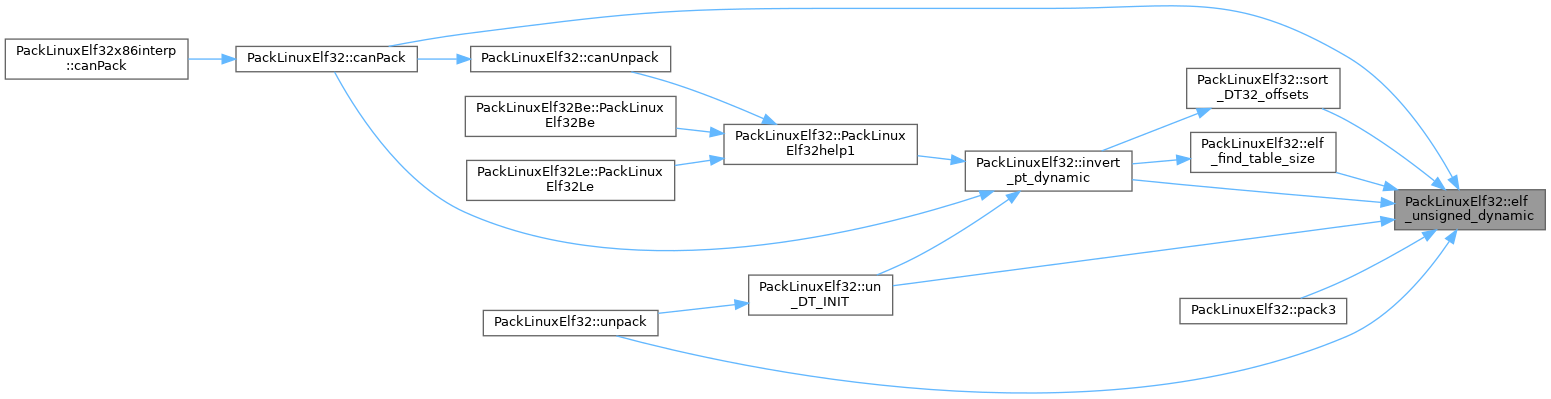 PackLinuxElf32x86interp
::canPack
PackLinuxElf32::canPack
PackLinuxElf32::canUnpack
PackLinuxElf32Be::PackLinux
Elf32Be
PackLinuxElf32Le::PackLinux
Elf32Le
PackLinuxElf32::unpack
PackLinuxElf32::PackLinux
Elf32help1
PackLinuxElf32::un
_DT_INIT
PackLinuxElf32::invert
_pt_dynamic
PackLinuxElf32::sort
_DT32_offsets
PackLinuxElf32::elf
_find_table_size
PackLinuxElf32::pack3
PackLinuxElf32::elf
_unsigned_dynamic